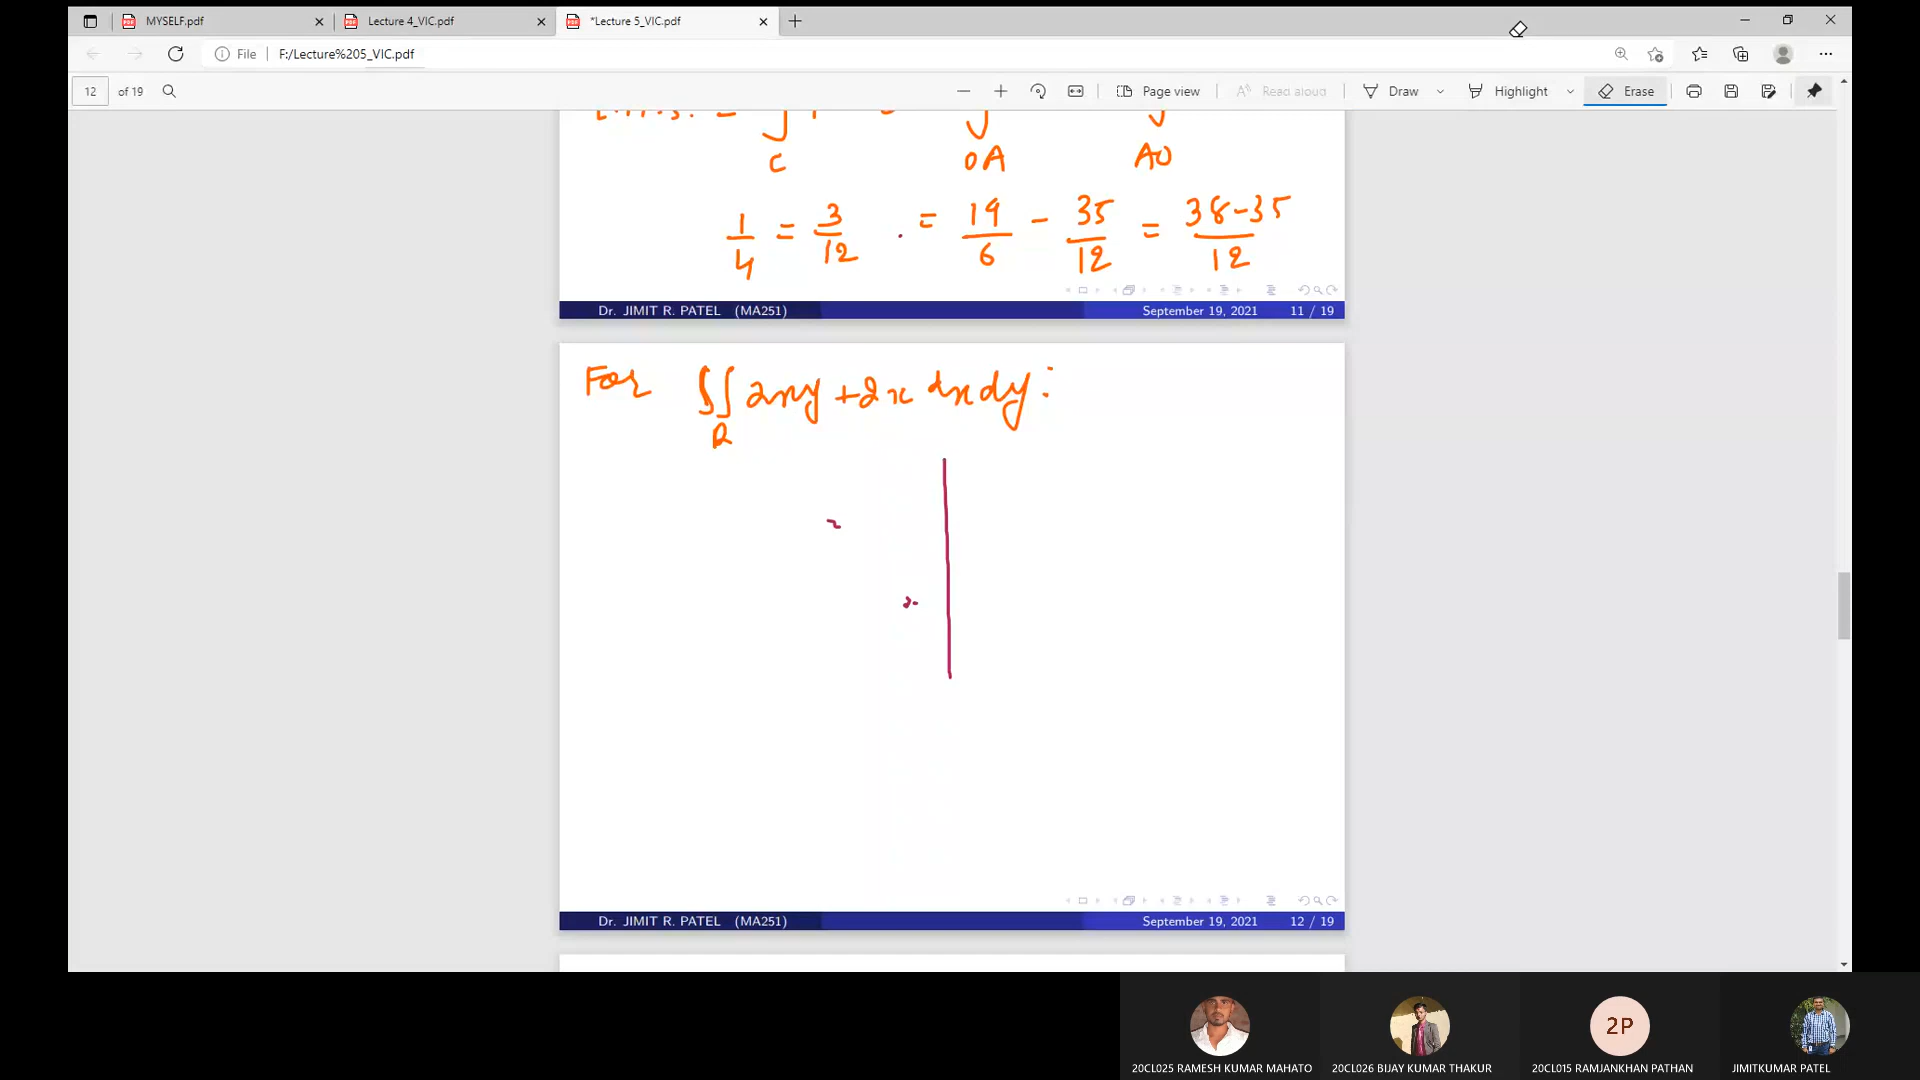 MYSELF.pdf
Lecture 4_VIC.pdf
*Lecture 5_VIC.pdf
File
F:/Lecture%205_VIC.pdf
12 of 19
Page view
Read aloud
Draw
Highlight
Erase
C OA AO
1/4 = 3/12 . = 19/6 - 35/12 = 38-35/12
Dr. JIMIT R. PATEL (MA251) September 19, 2021 11 / 19
For ∫∫ 2xy + 2x dx dy :
R
Dr. JIMIT R. PATEL (MA251) September 19, 2021 12 / 19
2P
20CL025 RAMESH KUMAR MAHATO
20CL026 BIJAY KUMAR THAKUR
20CL015 RAMJANKHAN PATHAN
JIMITKUMAR PATEL